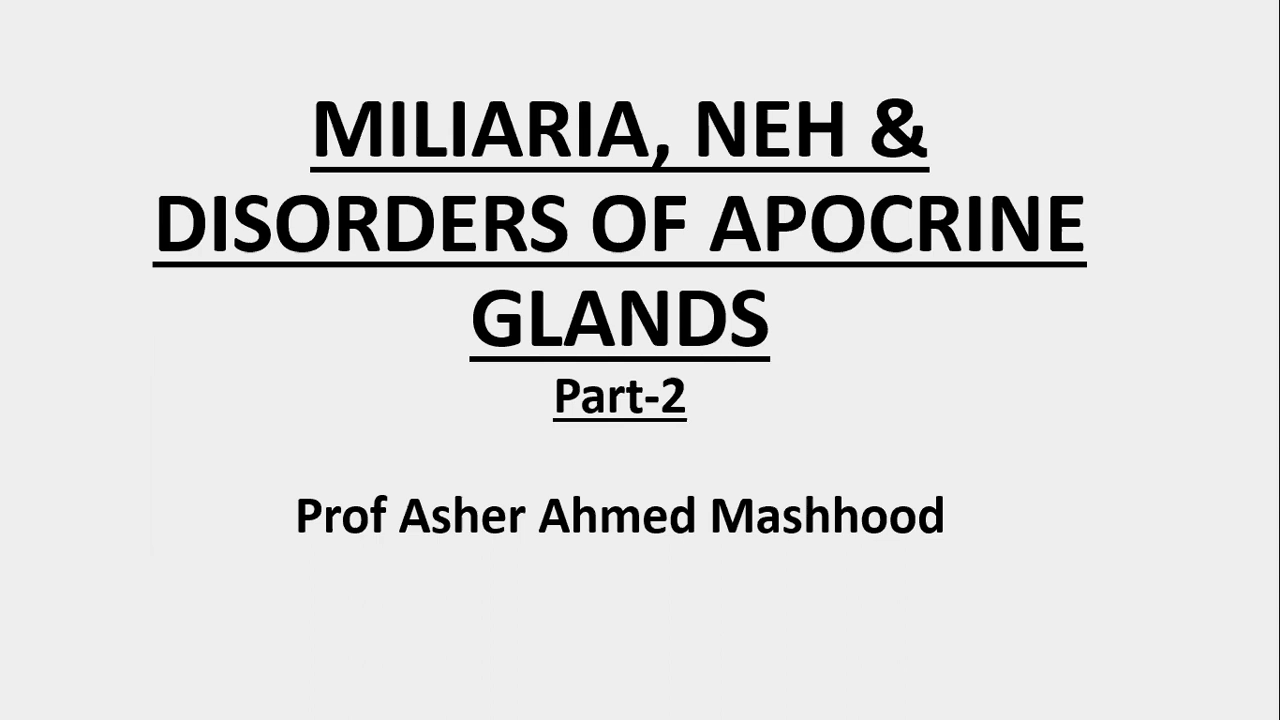 MILIARIA, NEH &
DISORDERS OF APOCRINE
GLANDS
Part-2
Prof Asher Ahmed Mashhood